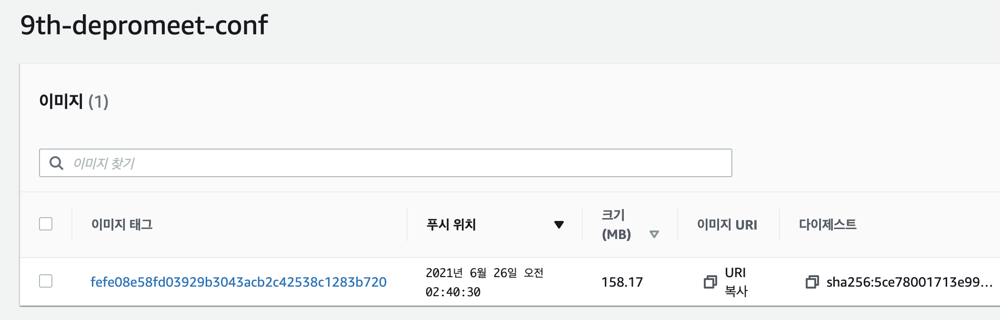 9th-depromeet-conf
이미지 (1)
이미지 찾기
이미지 태그
푸시 위치
크기
(MB)
이미지 URI
다이제스트
fefe08e58fd03929b3043acb2c42538c1283b720
2021년 6월 26일 오전
02:40:30
158.17
URI
복사
sha256:5ce78001713e99...